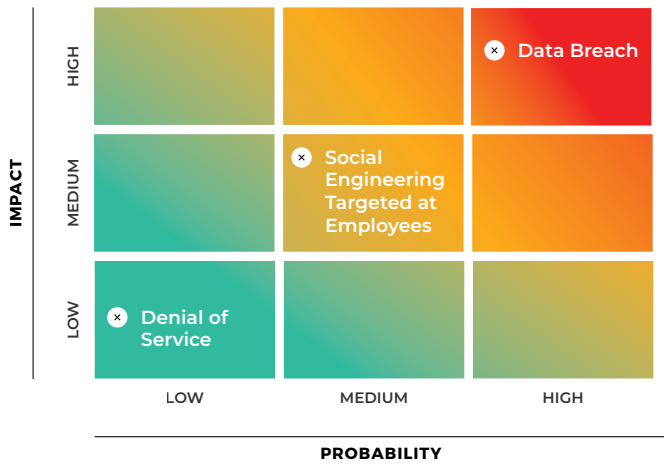 IMPACT
HIGH
Data Breach
MEDIUM
Social
Engineering
Targeted at
Employees
LOW
Denial of
Service
LOW
MEDIUM
HIGH
PROBABILITY